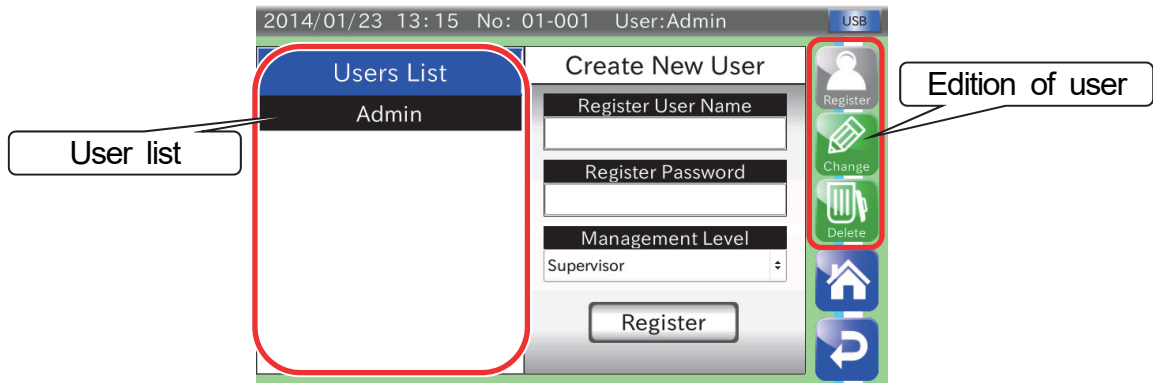 2014/01/23 13:15 No: 01-001 User:Admin USB
Users List
Admin
User list
Create New User
Register User Name
Register Password
Management Level
Supervisor
Register
Register
Change
Delete
Edition of user